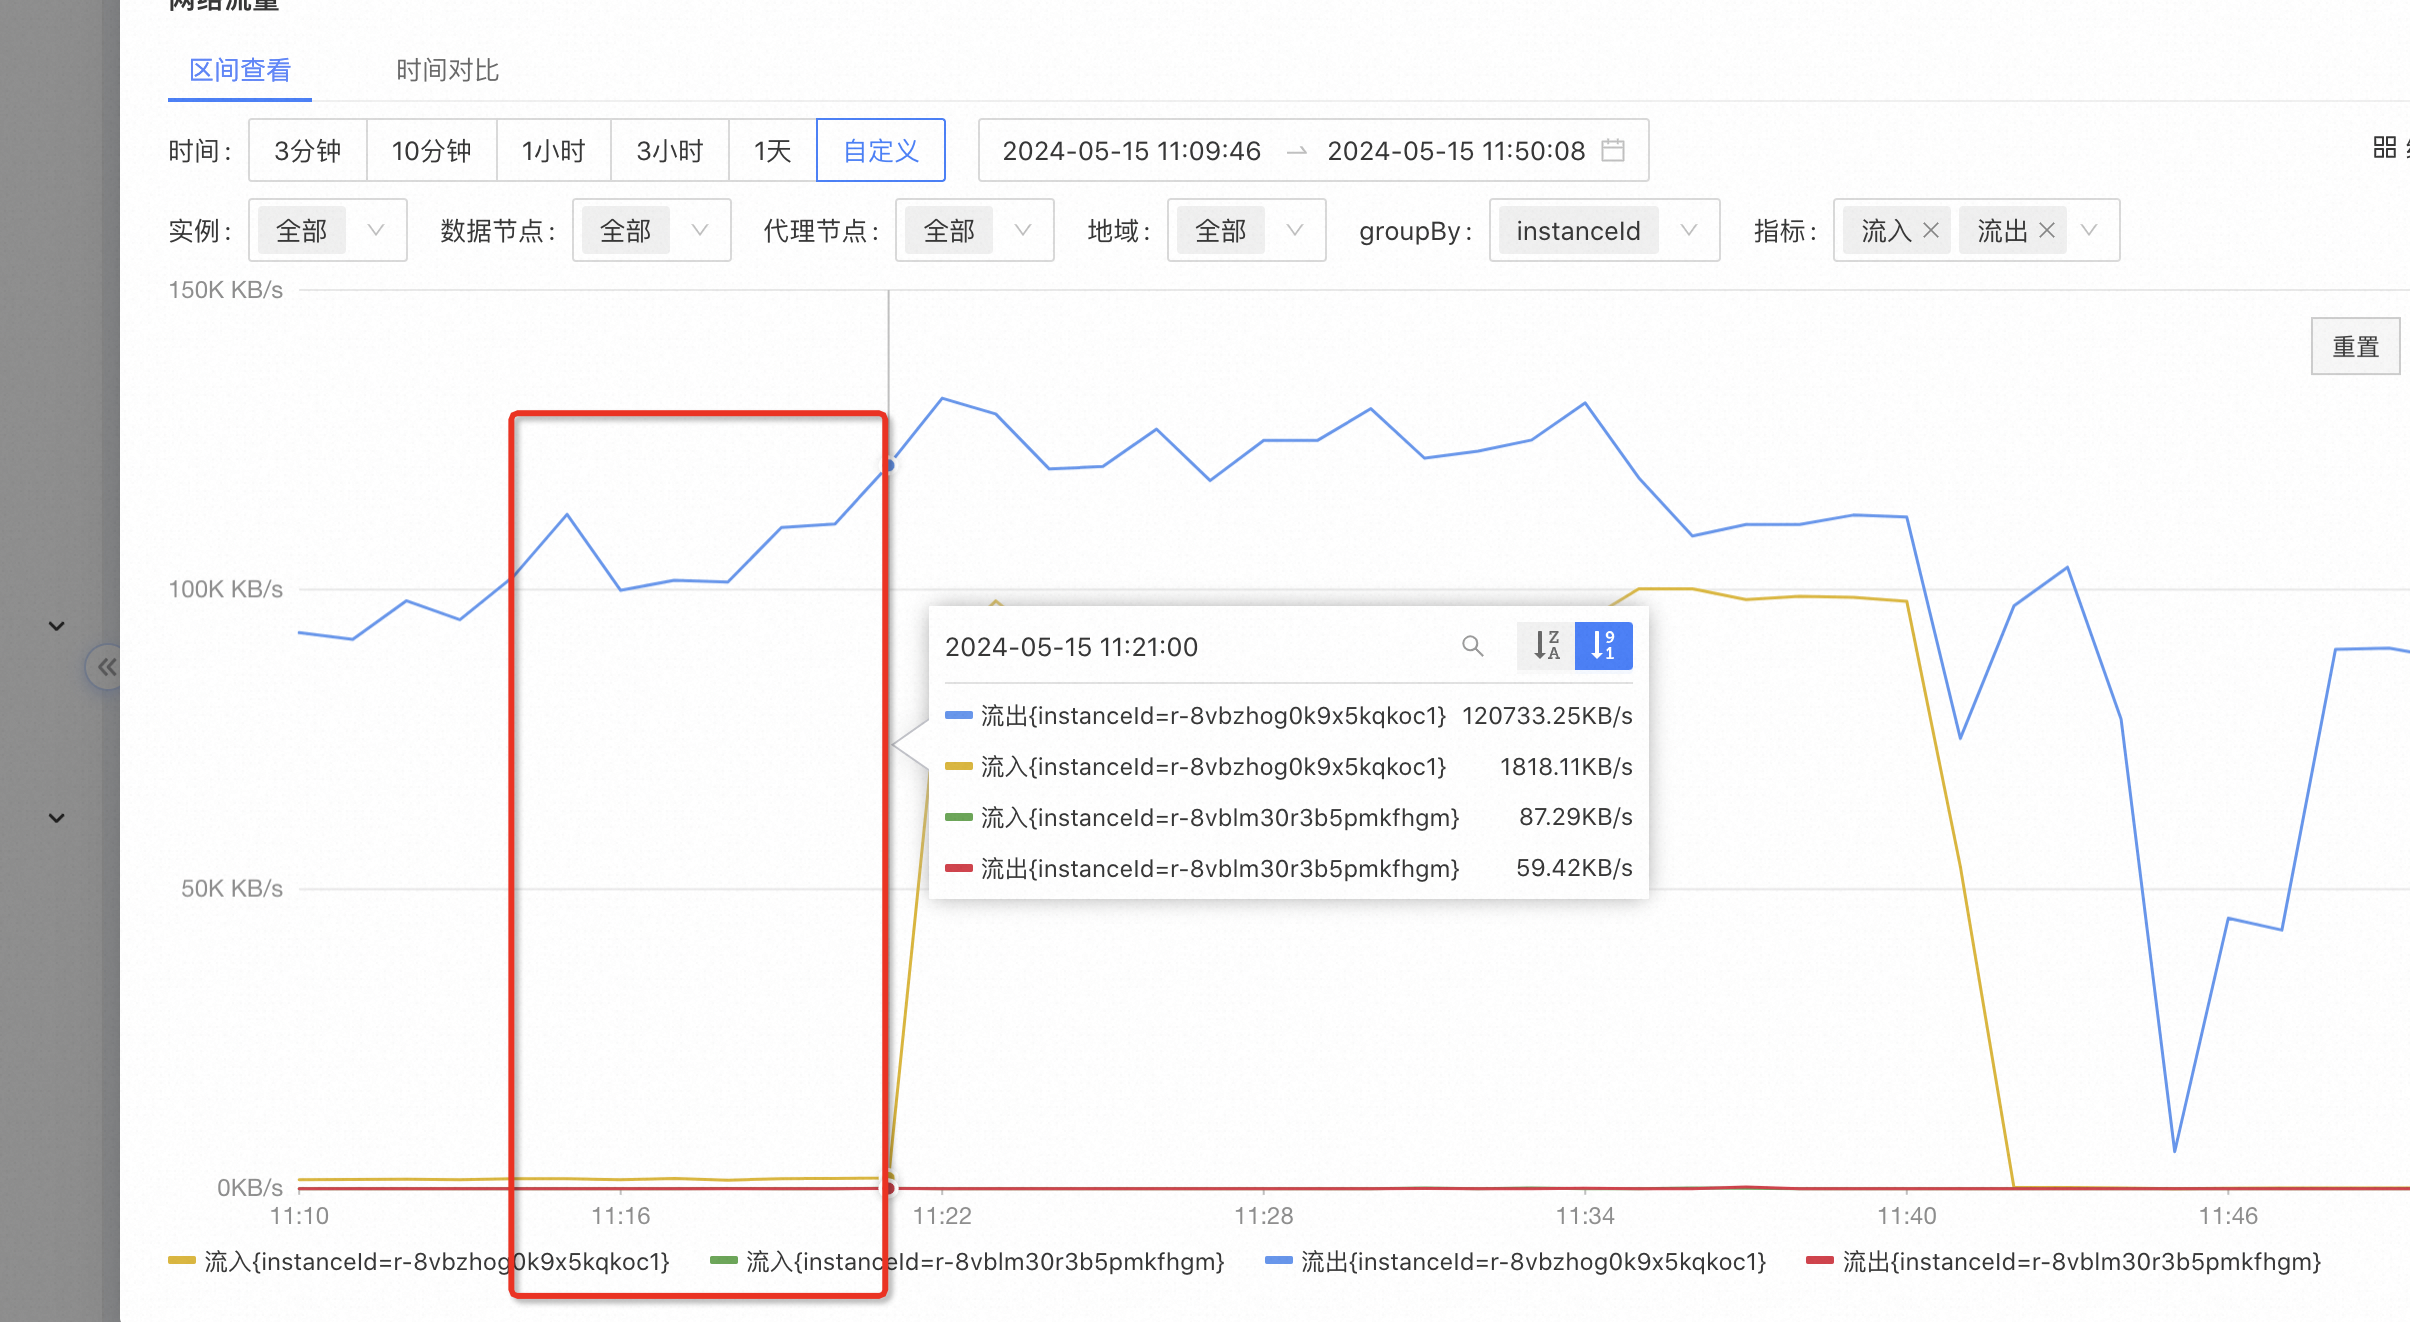 网络流量
区间查看 时间对比
时间: 3分钟 10分钟 1小时 3小时 1天 自定义 2024-05-15 11:09:46 → 2024-05-15 11:50:08
实例: 全部 数据节点: 全部 代理节点: 全部 地域: 全部 groupBy: instanceId 指标: 流入 × 流出 ×
150K KB/s
重置
100K KB/s
2024-05-15 11:21:00
流出{instanceId=r-8vbzhog0k9x5kqkoc1} 120733.25KB/s
流入{instanceId=r-8vbzhog0k9x5kqkoc1} 1818.11KB/s
流入{instanceId=r-8vblm30r3b5pmkfhgm} 87.29KB/s
流出{instanceId=r-8vblm30r3b5pmkfhgm} 59.42KB/s
50K KB/s
0KB/s
11:10 11:16 11:22 11:28 11:34 11:40 11:46
流入{instanceId=r-8vbzhog0k9x5kqkoc1} 流入{instanceId=r-8vblm30r3b5pmkfhgm} 流出{instanceId=r-8vbzhog0k9x5kqkoc1} 流出{instanceId=r-8vblm30r3b5pmkfhgm}